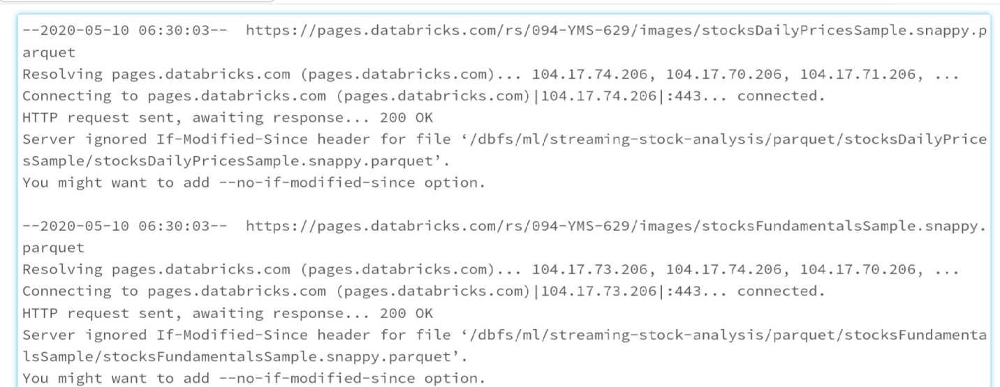 --2020-05-10 06:30:03--  https://pages.databricks.com/rs/094-YMS-629/images/stocksDailyPricesSample.snappy.p
arquet
Resolving pages.databricks.com (pages.databricks.com)... 104.17.74.206, 104.17.70.206, 104.17.71.206, ...
Connecting to pages.databricks.com (pages.databricks.com)|104.17.74.206|:443... connected.
HTTP request sent, awaiting response... 200 OK
Server ignored If-Modified-Since header for file ‘/dbfs/ml/streaming-stock-analysis/parquet/stocksDailyPrice
sSample/stocksDailyPricesSample.snappy.parquet’.
You might want to add --no-if-modified-since option.

--2020-05-10 06:30:03--  https://pages.databricks.com/rs/094-YMS-629/images/stocksFundamentalsSample.snappy.
parquet
Resolving pages.databricks.com (pages.databricks.com)... 104.17.73.206, 104.17.74.206, 104.17.70.206, ...
Connecting to pages.databricks.com (pages.databricks.com)|104.17.73.206|:443... connected.
HTTP request sent, awaiting response... 200 OK
Server ignored If-Modified-Since header for file ‘/dbfs/ml/streaming-stock-analysis/parquet/stocksFundamenta
lsSample/stocksFundamentalsSample.snappy.parquet’.
You might want to add --no-if-modified-since option.